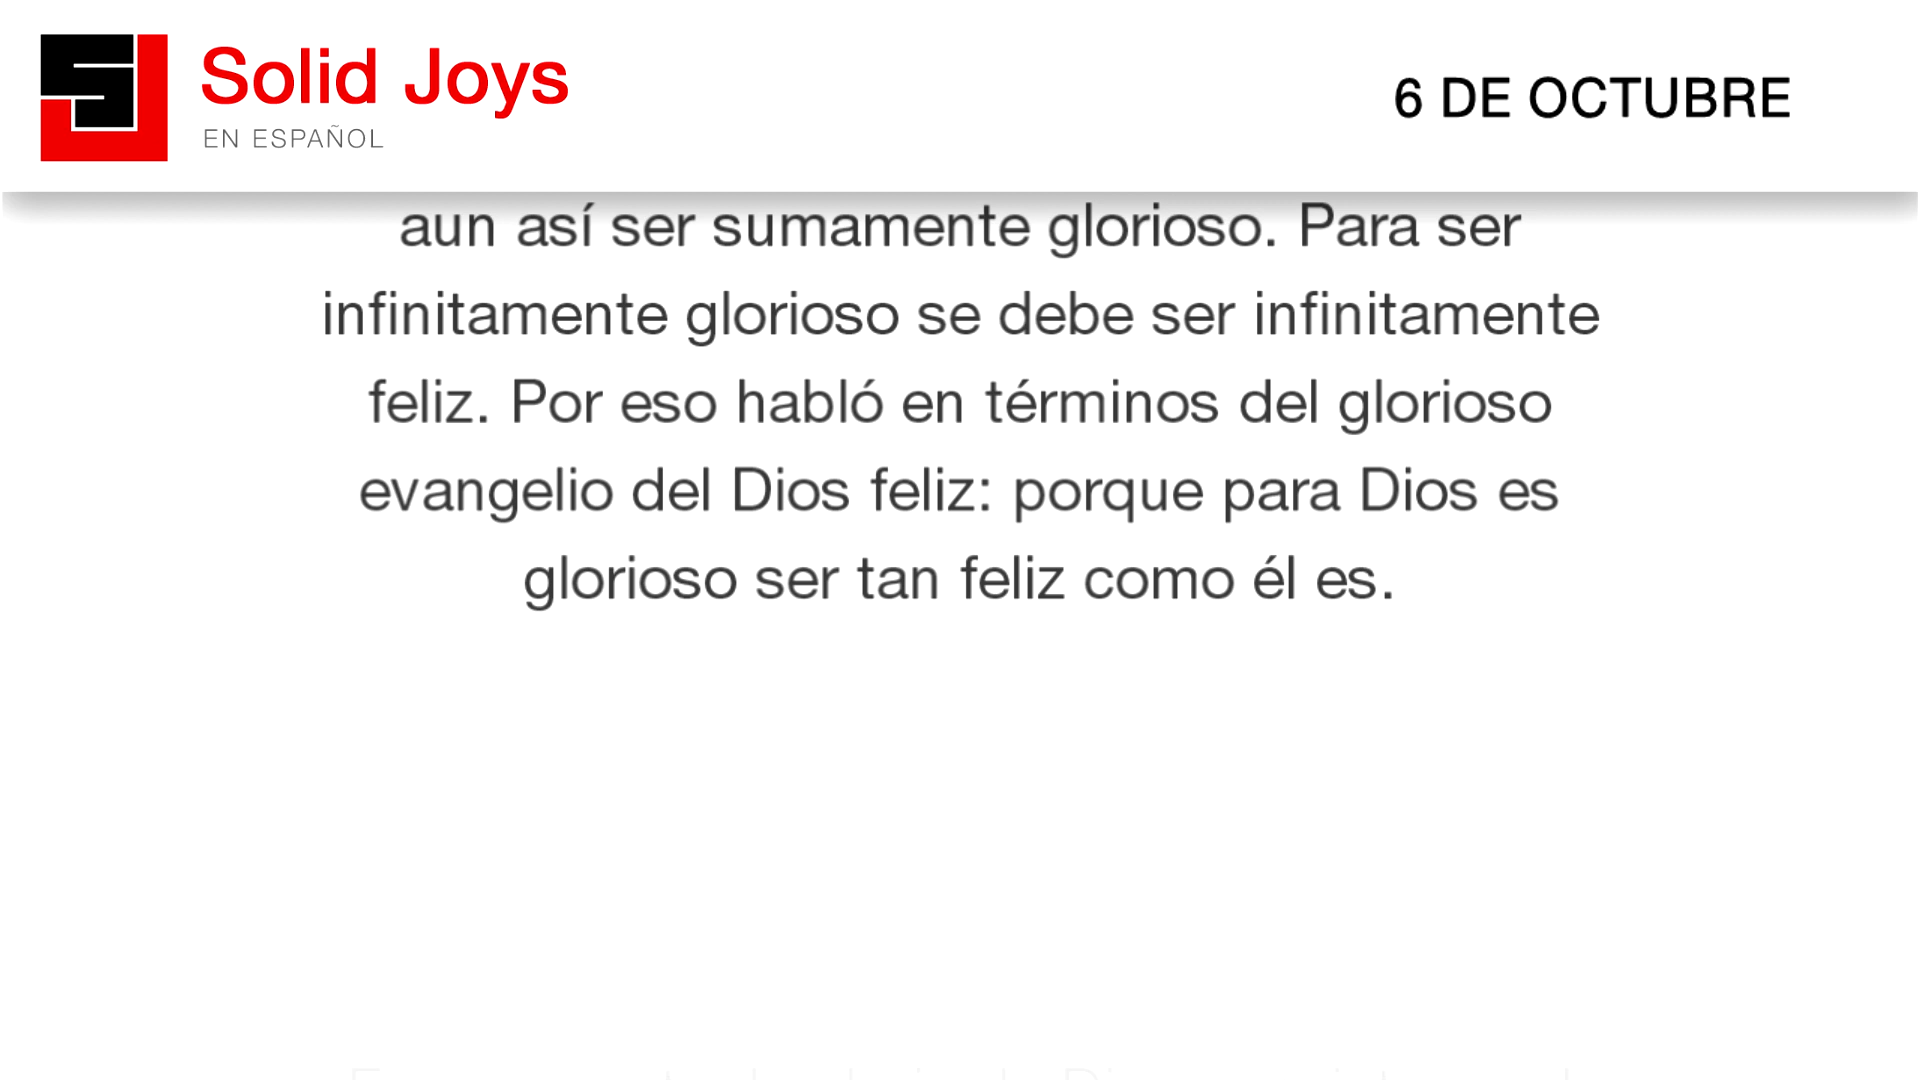 Solid Joys
EN ESPAÑOL
6 DE OCTUBRE
aun así ser sumamente glorioso. Para ser
infinitamente glorioso se debe ser infinitamente
feliz. Por eso habló en términos del glorioso
evangelio del Dios feliz: porque para Dios es
glorioso ser tan feliz como él es.